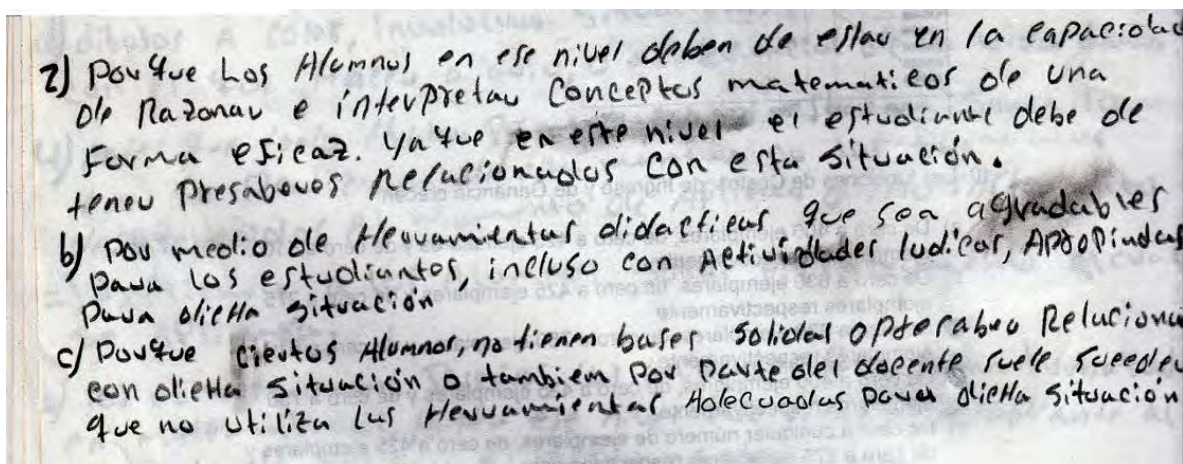 2) Porque Los Alumnos en ese nivel deben de estar en la capacidad
De Razonar e interpretar Conceptos matematicos de una
Forma eficaz. Ya que en este nivel el estudiante debe de
tener Presaberes Relacionados Con esta Situación.
b) Por medio de Herramientas didacticas que sea agradables
Para los estudiantes, incluso con Actividades ludicas, Apropiadas
Para dicha Situación
c) Porque Ciertos Alumnos, no tienen bases Solidas o Relaciona
con dicha Situación o tambien Por Parte del docente suele Suceder
que no utiliza las Herramientas Adecuadas para dicha Situación